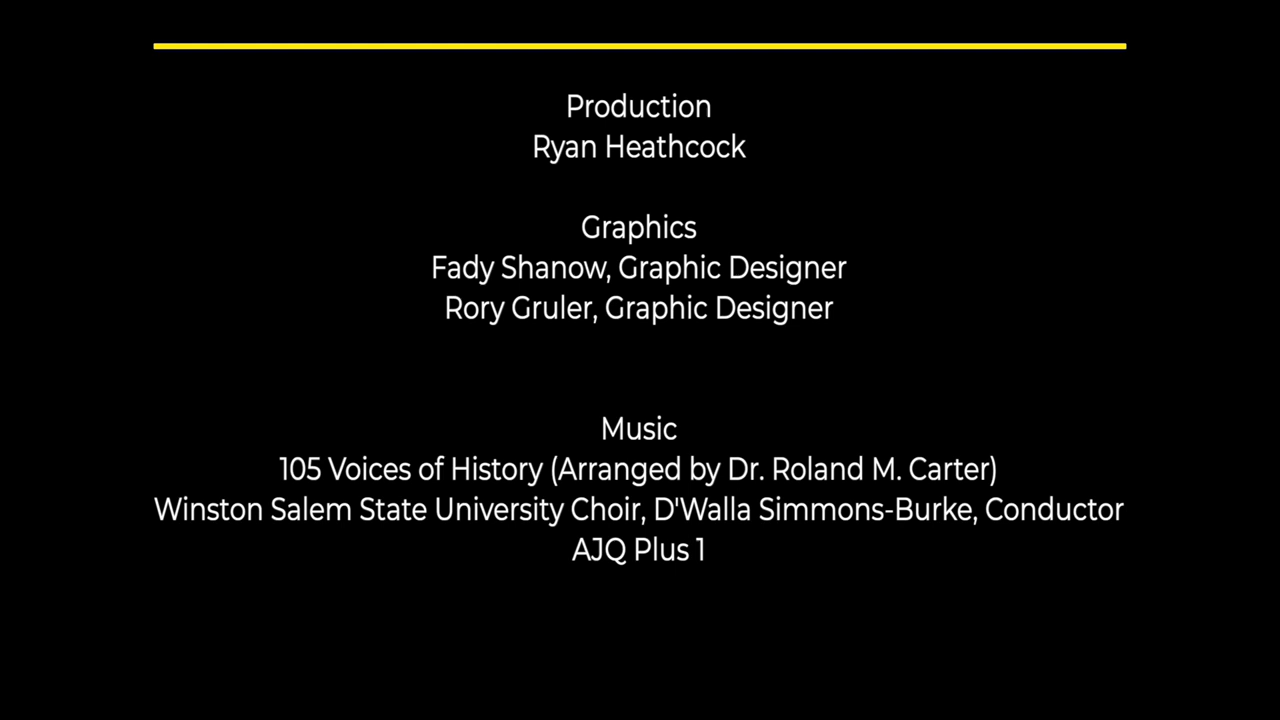 Production
Ryan Heathcock
Graphics
Fady Shanow, Graphic Designer
Rory Gruler, Graphic Designer
Music
105 Voices of History (Arranged by Dr. Roland M. Carter)
Winston Salem State University Choir, D'Walla Simmons-Burke, Conductor
AJQ Plus 1